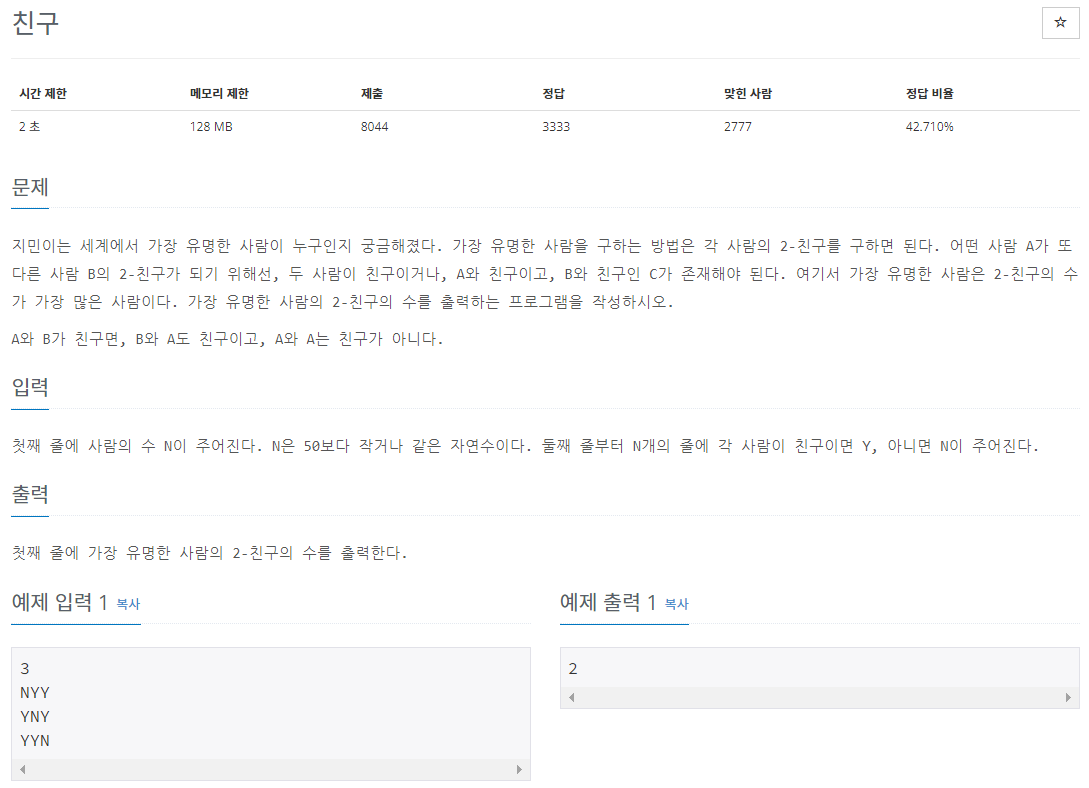 친구
☆
시간 제한 메모리 제한 제출 정답 맞힌 사람 정답 비율
2 초 128 MB 8044 3333 2777 42.710%
문제
지민이는 세계에서 가장 유명한 사람이 누구인지 궁금해졌다. 가장 유명한 사람을 구하는 방법은 각 사람의 2-친구를 구하면 된다. 어떤 사람 A가 또
다른 사람 B의 2-친구가 되기 위해선, 두 사람이 친구이거나, A와 친구이고, B와 친구인 C가 존재해야 된다. 여기서 가장 유명한 사람은 2-친구의 수
가 가장 많은 사람이다. 가장 유명한 사람의 2-친구의 수를 출력하는 프로그램을 작성하시오.
A와 B가 친구면, B와 A도 친구이고, A와 A는 친구가 아니다.
입력
첫째 줄에 사람의 수 N이 주어진다. N은 50보다 작거나 같은 자연수이다. 둘째 줄부터 N개의 줄에 각 사람이 친구이면 Y, 아니면 N이 주어진다.
출력
첫째 줄에 가장 유명한 사람의 2-친구의 수를 출력한다.
예제 입력 1 복사
3
NYY
YNY
YYN
예제 출력 1 복사
2